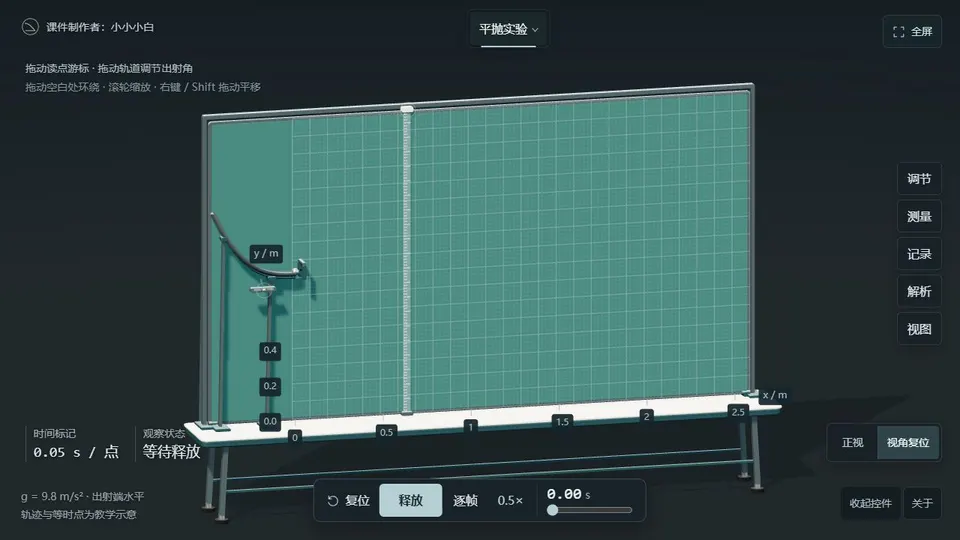 课件制作者：小小小白
平抛实验
全屏
拖动读点游标 · 拖动轨道调节出射角
拖动空白处环绕 · 滚轮缩放 · 右键 / Shift 拖动平移
调节
测量
记录
解析
视图
y / m
0.4
0.2
0.0
0
0.5
1
1.5
2
2.5
x / m
时间标记
0.05 s / 点
观察状态
等待释放
正视
视角复位
g = 9.8 m/s² · 出射端水平
轨迹与等时点为教学示意
复位
释放
逐帧
0.5×
0.00 s
收起控件
关于